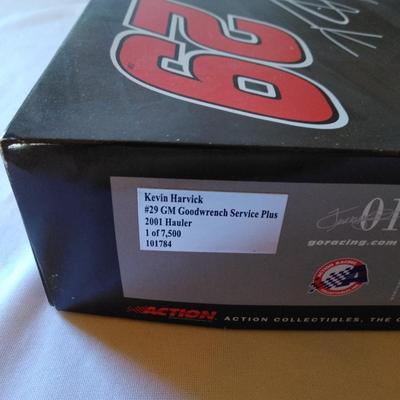 29
Kevin Harvick
#29 GM Goodwrench Service Plus
2001 Hauler
1 of 7,500
101784
01
goracing.com
ACTION
ACTION COLLECTIBLES, THE